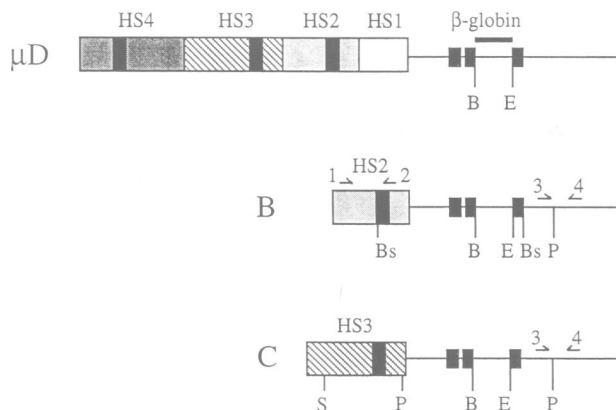 HS4 HS3 HS2 HS1 β-globin
μD
B E
HS2
1 2 3 4
B
Bs B E Bs P
HS3
3 4
C
S P B E P